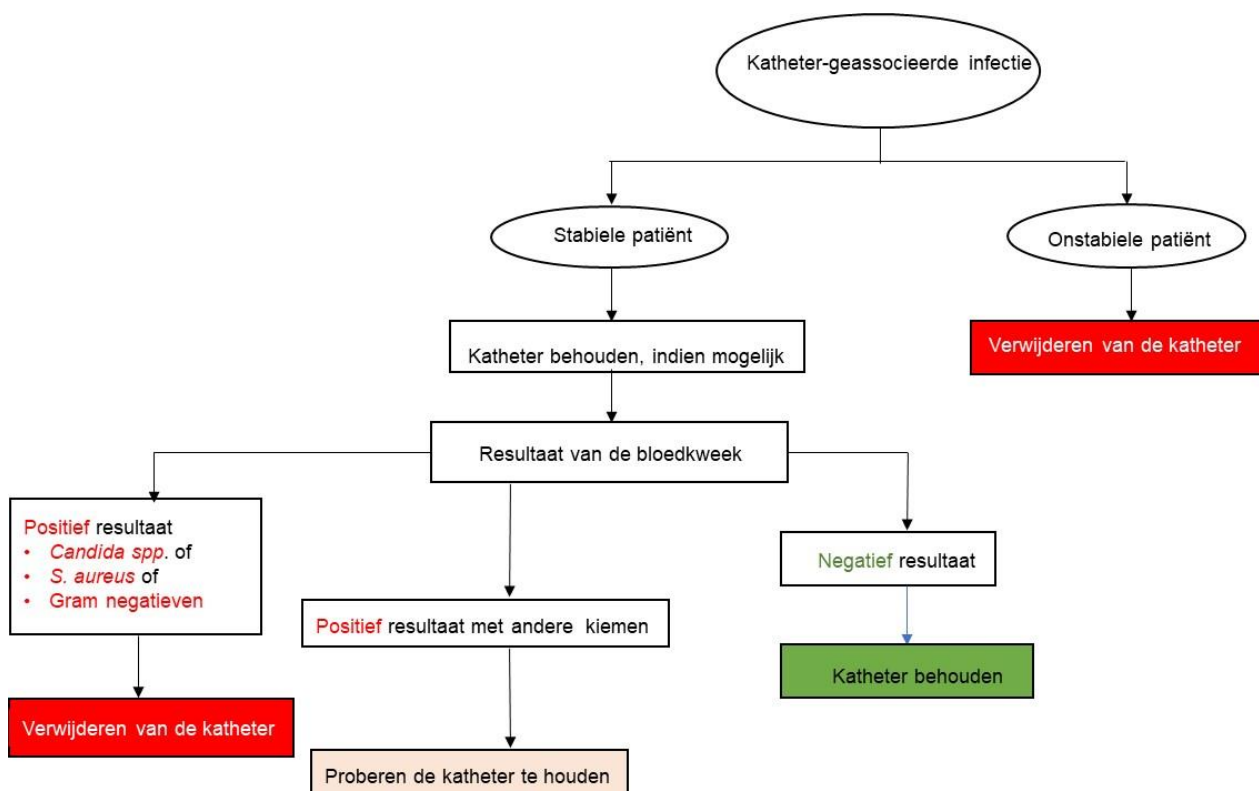 Katheter-geassocieerde infectie
Stabiele patiënt
Onstabiele patiënt
Katheter behouden, indien mogelijk
Verwijderen van de katheter
Resultaat van de bloedkweek
Positief resultaat
• Candida spp. of
• S. aureus of
• Gram negatieven
Positief resultaat met andere kiemen
Negatief resultaat
Verwijderen van de katheter
Proberen de katheter te houden
Katheter behouden